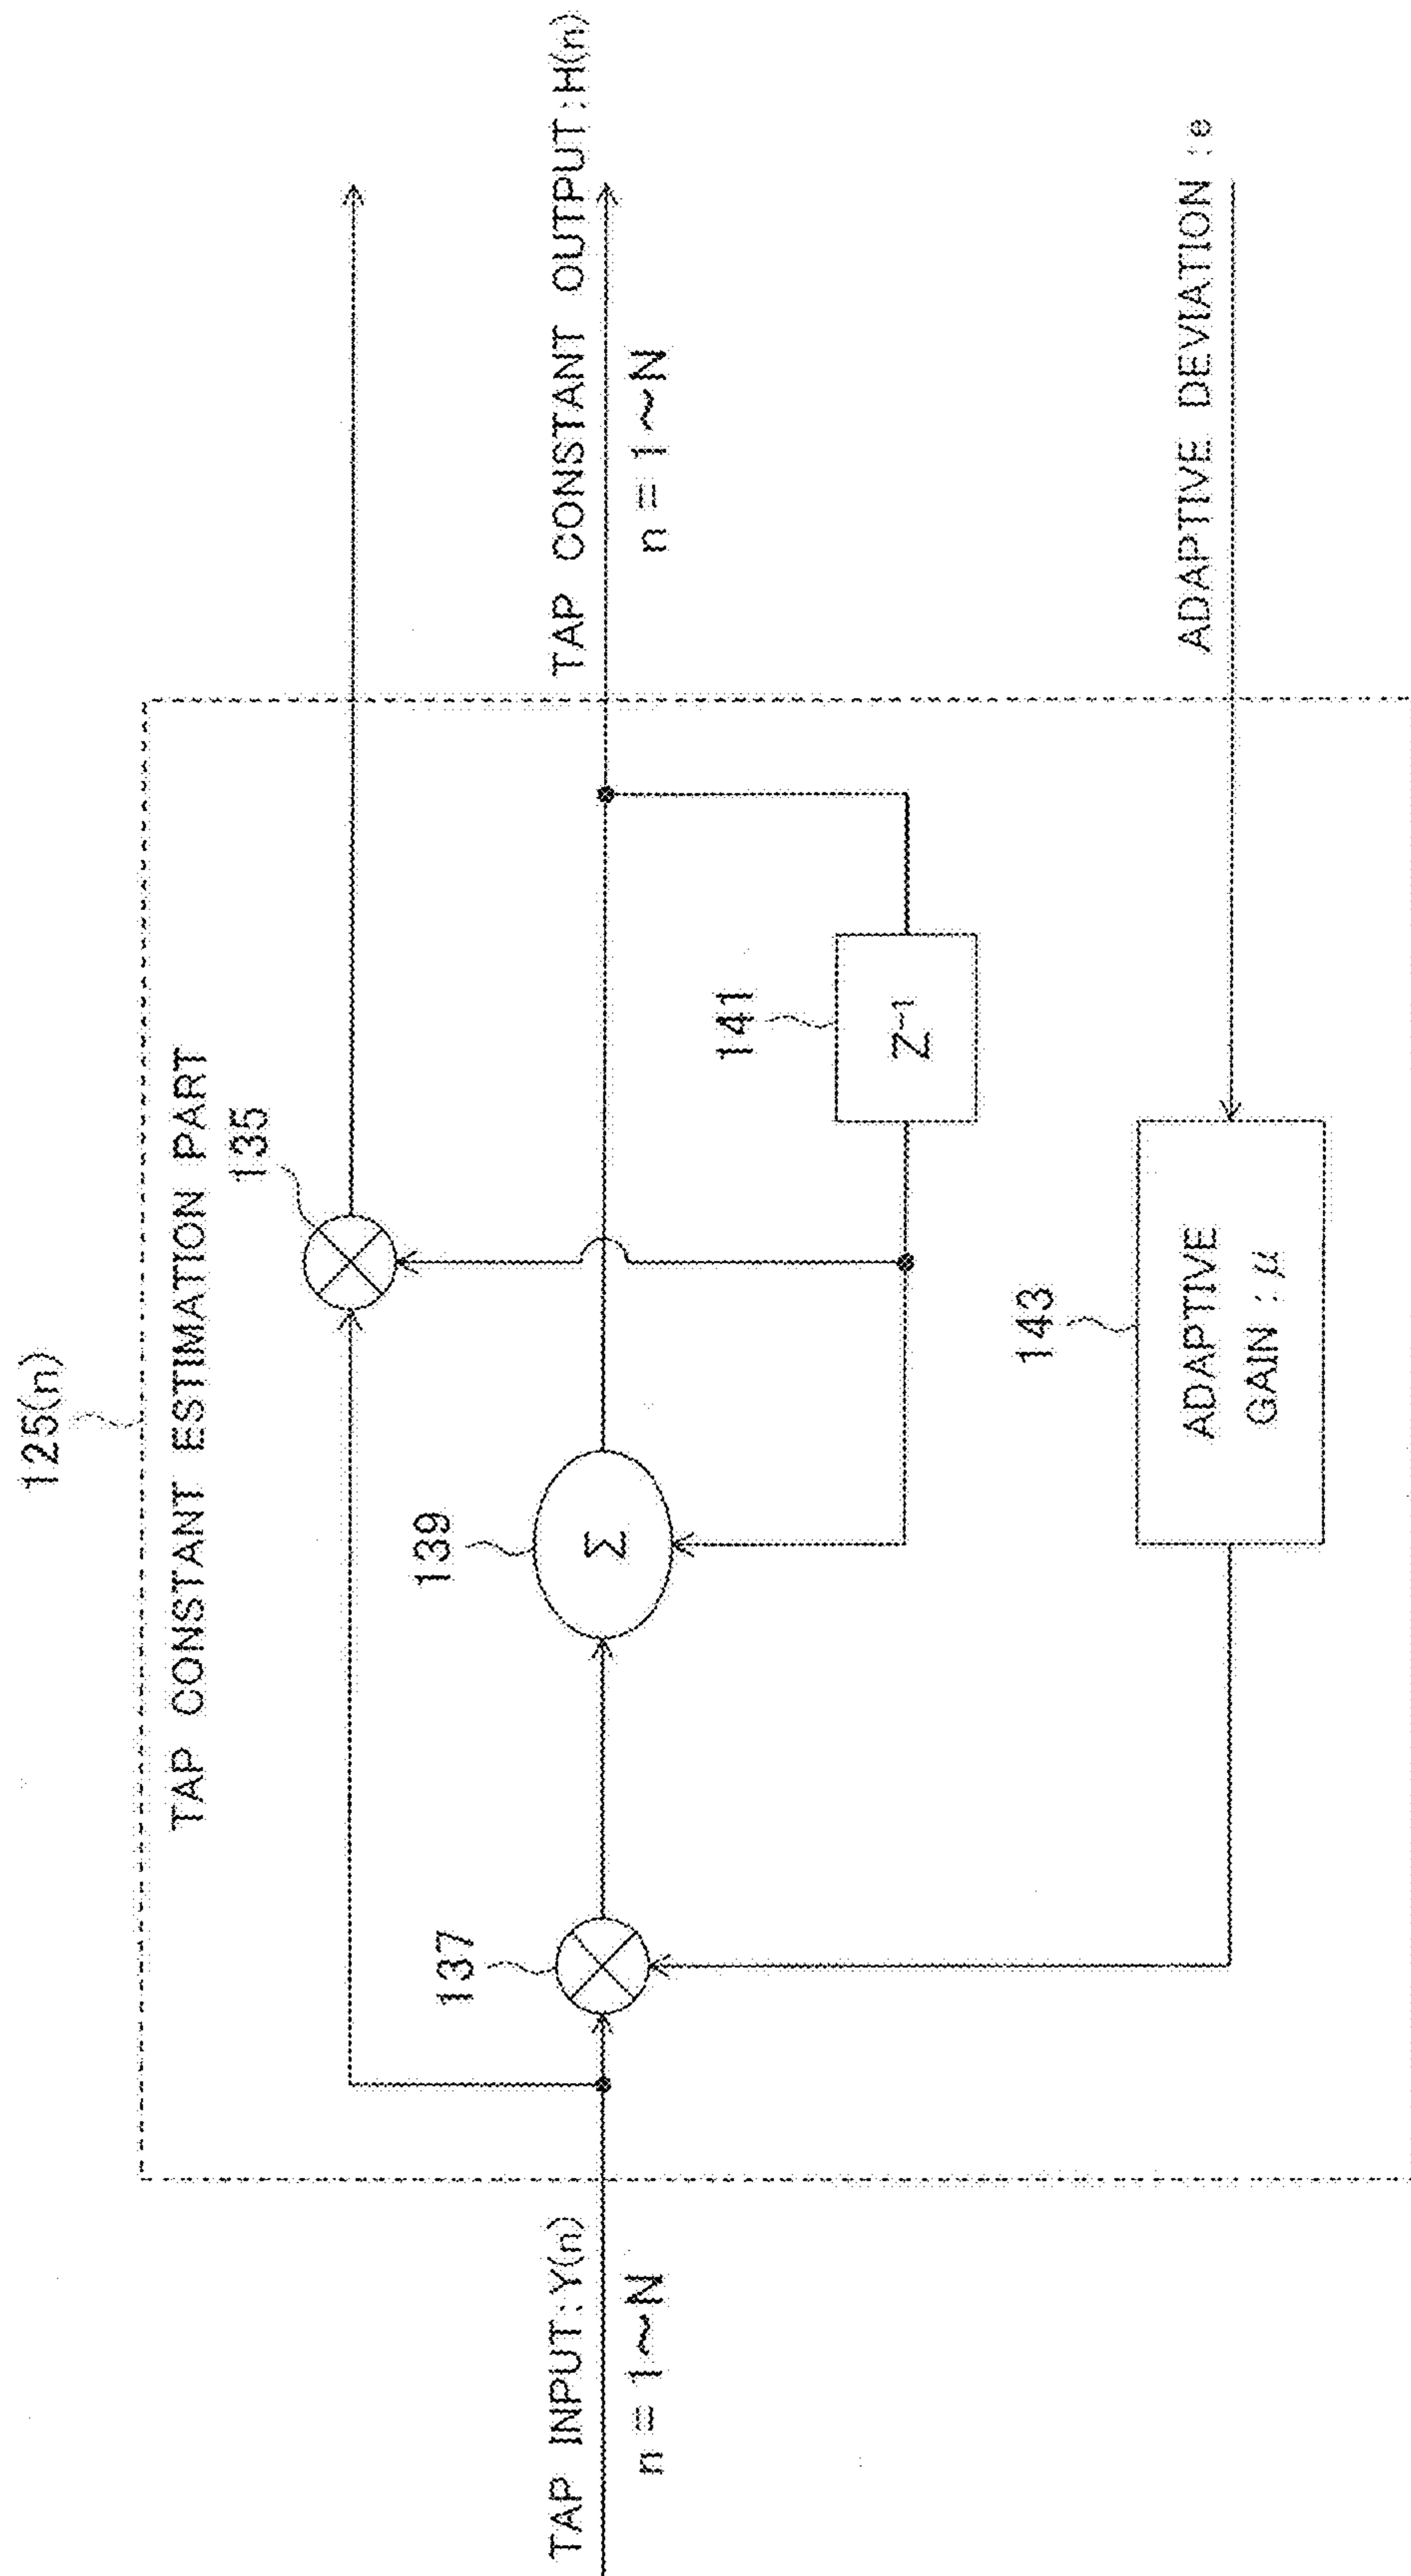 125(n)
TAP CONSTANT ESTIMATION PART
135
TAP INPUT:Y(n)
n=1~N
137
139
Σ
TAP CONSTANT OUTPUT:H(n)
n=1~N
141
Z⁻¹
143
ADAPTIVE
GAIN:μ
ADAPTIVE DEVIATION :e